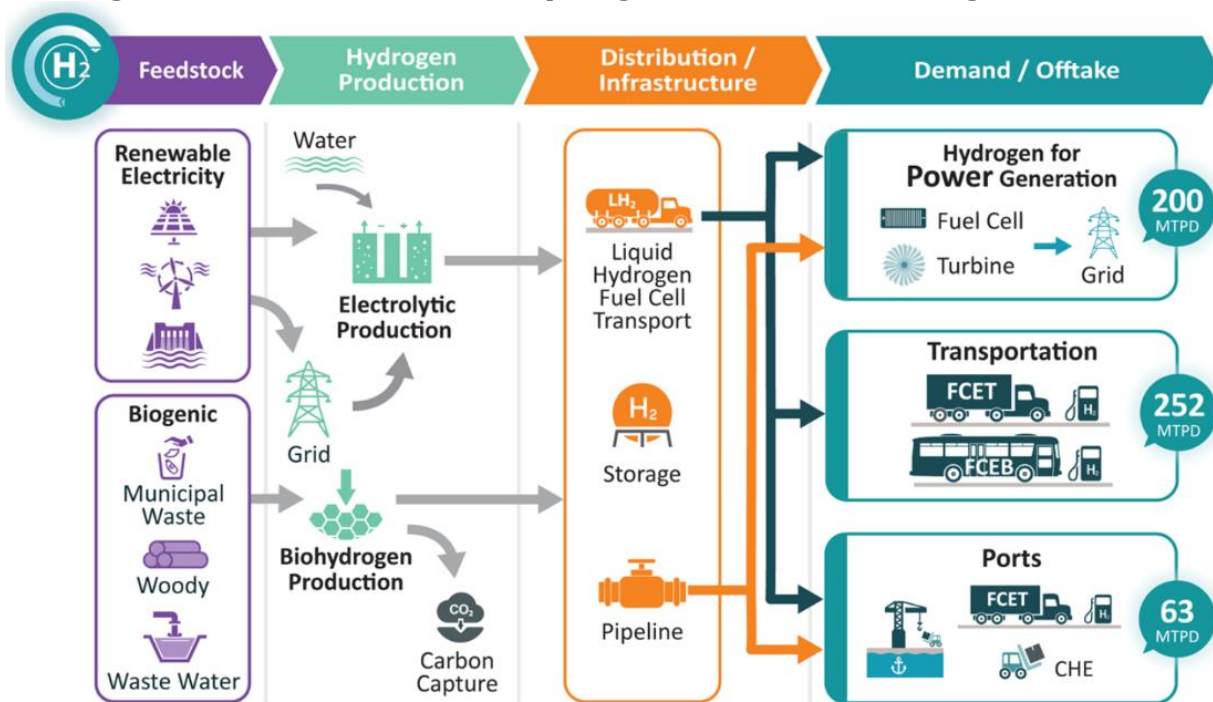 H2
Feedstock
Hydrogen
Production
Distribution /
Infrastructure
Demand / Offtake
Renewable
Electricity
Biogenic
Municipal
Waste
Woody
Waste Water
Water
Electrolytic
Production
Grid
Biohydrogen
Production
CO₂
Carbon
Capture
LH₂
Liquid
Hydrogen
Fuel Cell
Transport
H₂
Storage
Pipeline
Hydrogen for
Power Generation
Fuel Cell
Turbine
Grid
200
MTPD
Transportation
FCET
H₂
FCEB
H₂
252
MTPD
Ports
FCET
H₂
CHE
63
MTPD